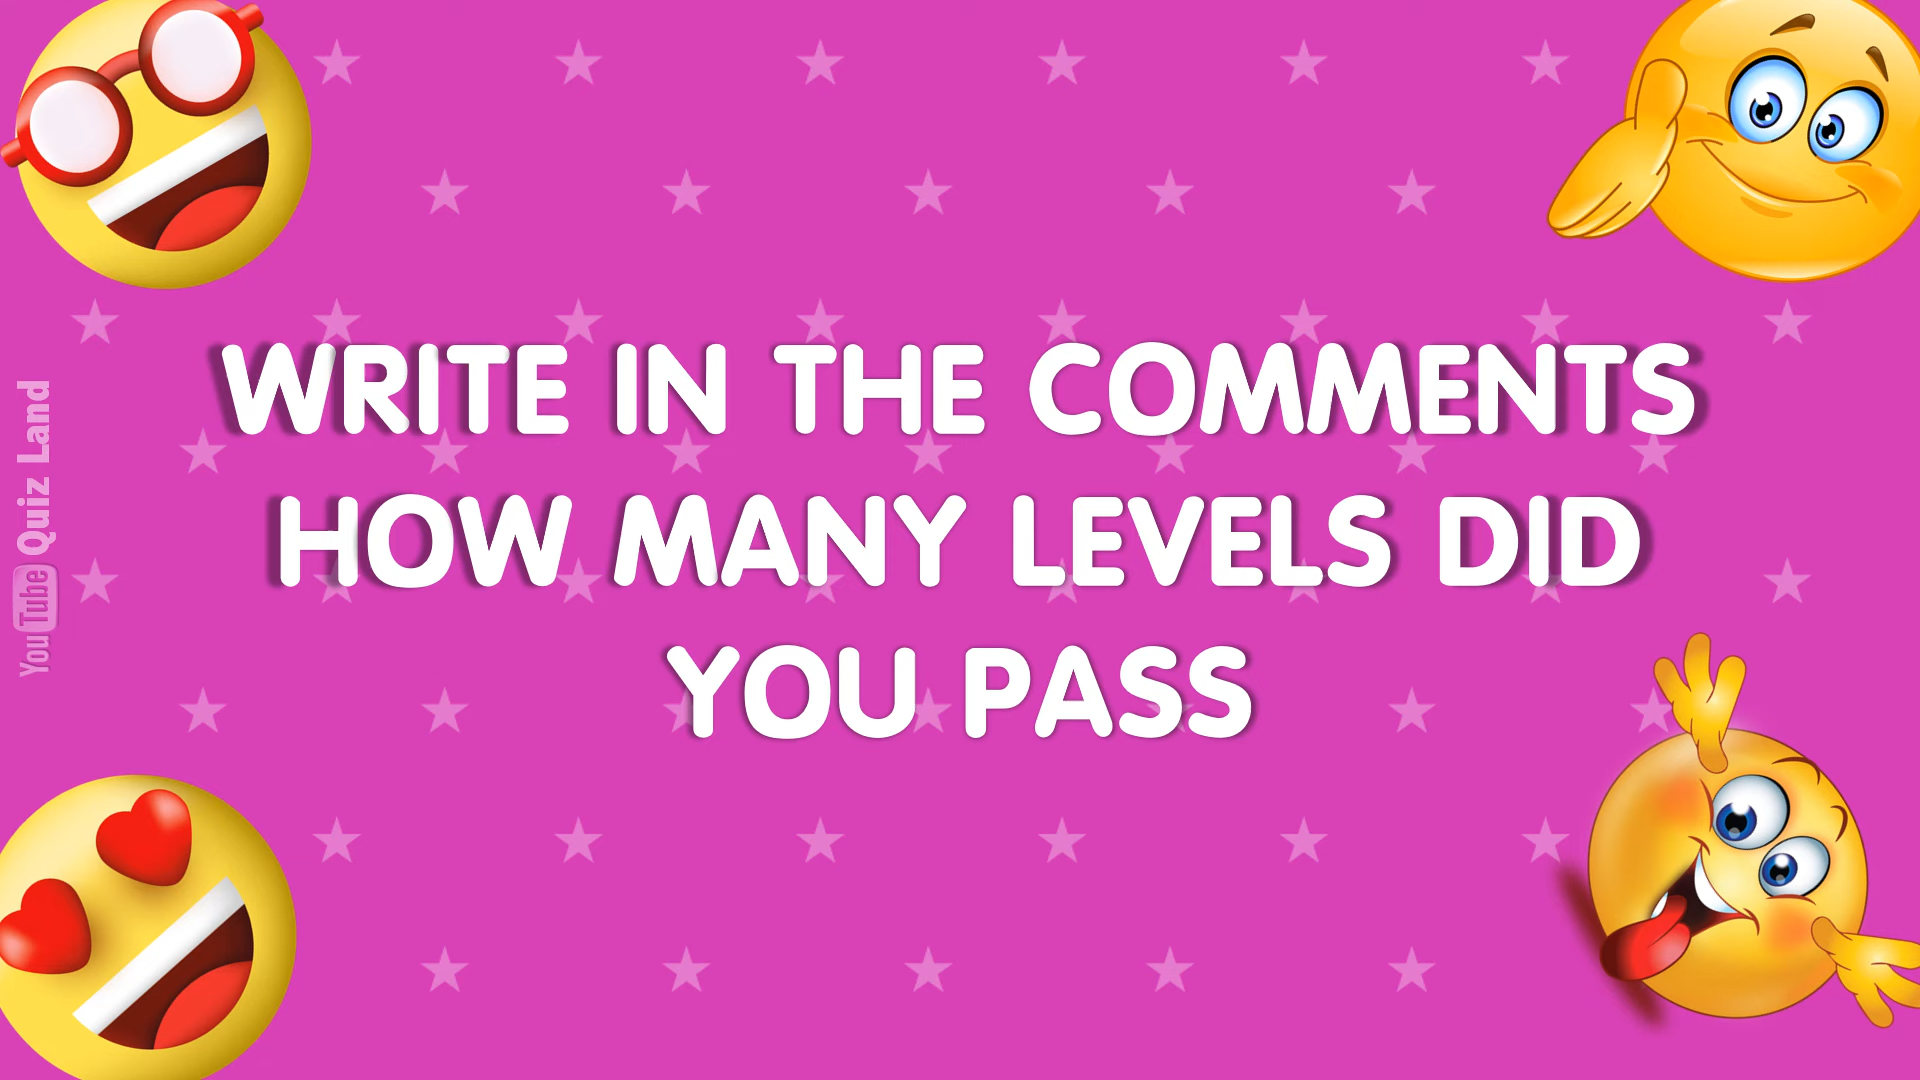 WRITE IN THE COMMENTS
HOW MANY LEVELS DID
YOU PASS
YouTube Quiz Land